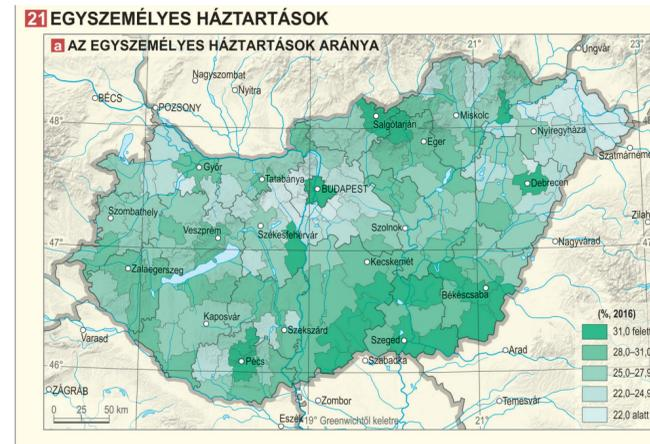 21 EGYSZEMÉLYES HÁZTARTÁSOK
a AZ EGYSZEMÉLYES HÁZTARTÁSOK ARÁNYA
21°
23°
Ungvár
Nagyszombat
Nyitra
BÉCS
POZSONY
48°
48
Salgótarján
Miskolc
Nyíregyháza
Eger
Szatmárném
Győr
Tatabánya
BUDAPEST
Debrecen
Szombathely
Veszprém
Székesfehérvár
Szolnok
Zilah
47°
47
Nagyvárad
Zalaegerszeg
Kecskemét
Békéscsaba
Kaposvár
Szekszárd
Szeged
Varasd
Pécs
Szabadka
Arad
46°
ZÁGRÁB
Zombor
Temesvár
0 25 50 km
Eszék
19° Greenwichtől keletre
21°
(%, 2016)
31,0 felett
28,0–31,0
25,0–27,9
22,0–24,9
22,0 alatt